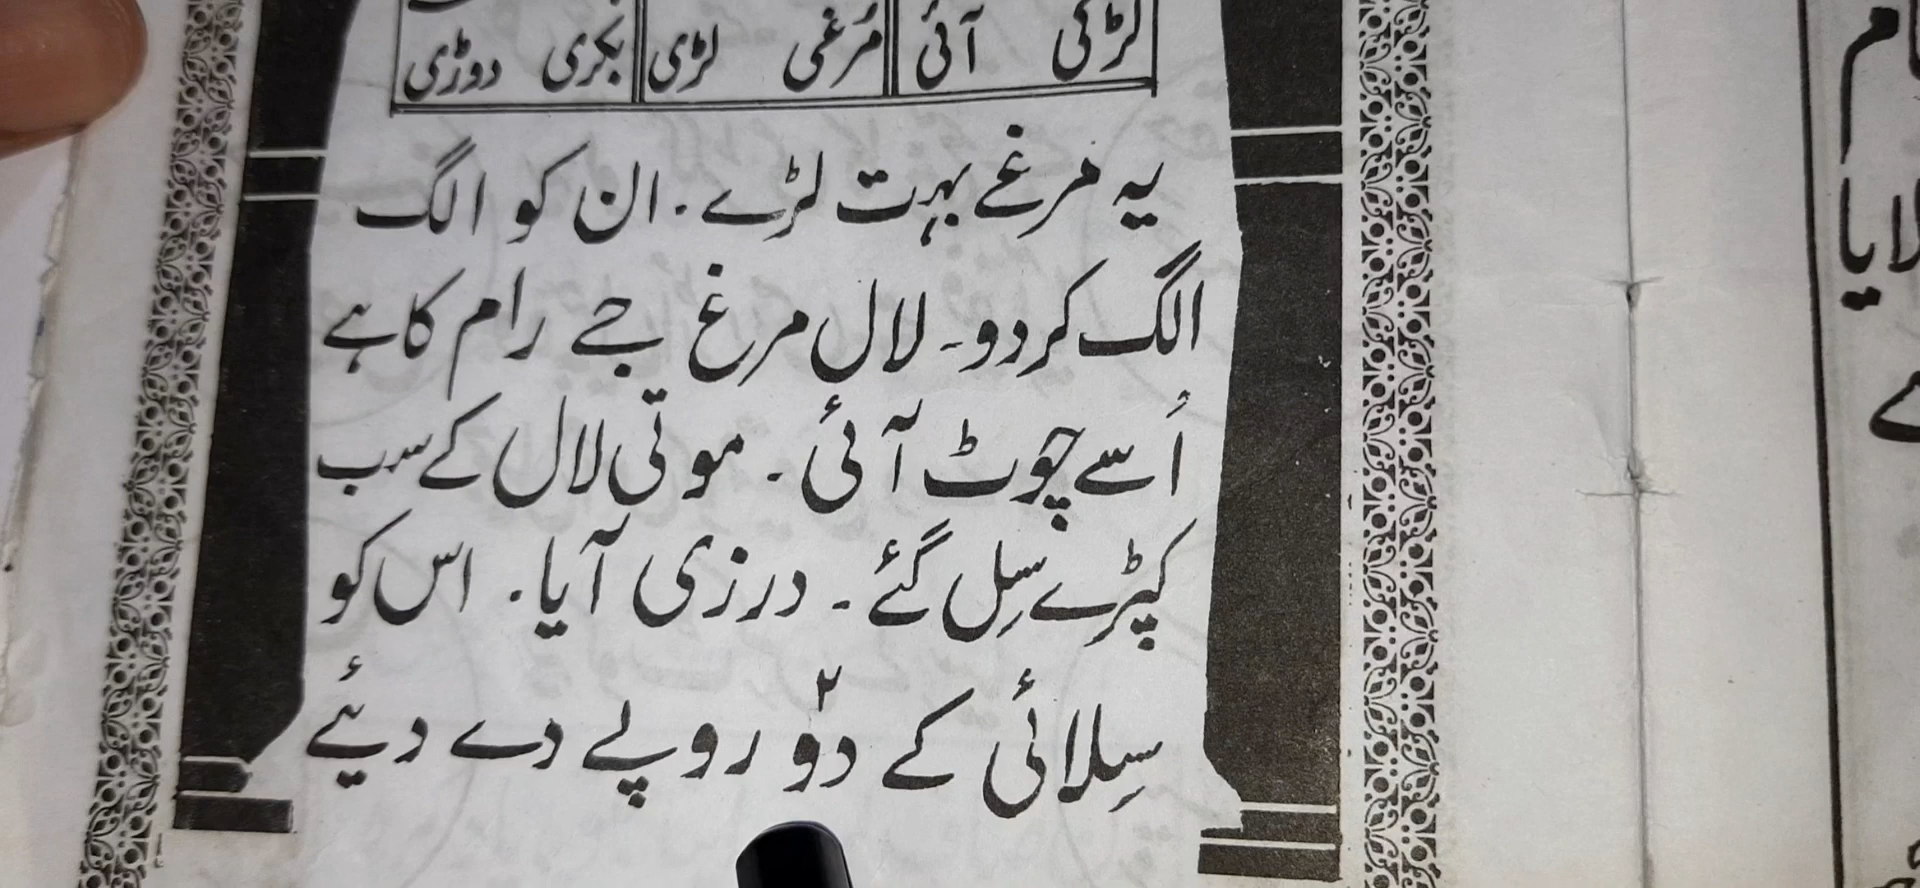 لڑکی آئی مُرغی لڑی بکری دوڑی
یہ مرغے بہت لڑے۔ ان کو الگ
الگ کردو۔ لال مرغ جے رام کا ہے
اُسے چوٹ آئی۔ موتی لال کے سب
کپڑے سِل گئے۔ درزی آیا۔ اس کو
سِلائی کے دو۲ روپے دے دیئے